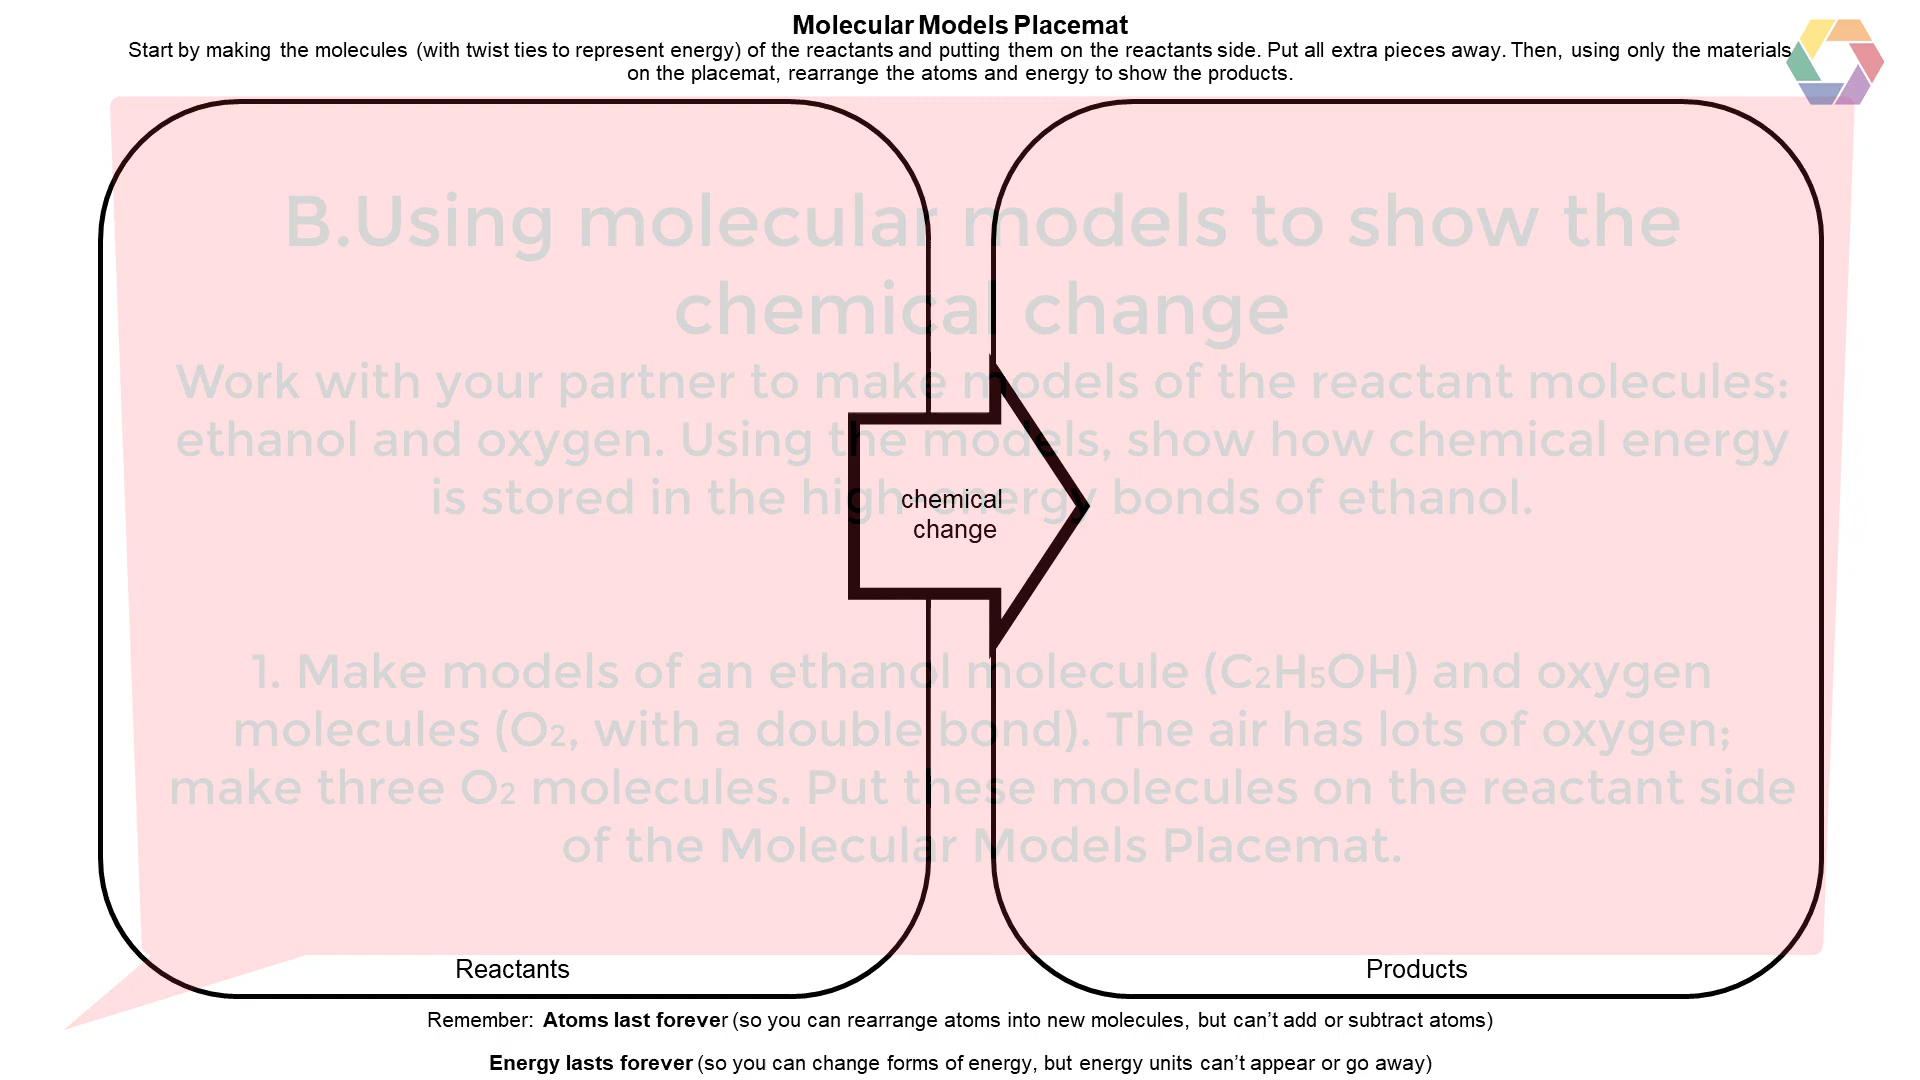 Molecular Models Placemat
Start by making the molecules (with twist ties to represent energy) of the reactants and putting them on the reactants side. Put all extra pieces away. Then, using only the materials
on the placemat, rearrange the atoms and energy to show the products.
B.Using molecular models to show the
chemical change
Work with your partner to make models of the reactant molecules:
ethanol and oxygen. Using the models, show how chemical energy
is stored in the high-energy bonds of ethanol.
chemical
change
1. Make models of an ethanol molecule (C2H5OH) and oxygen
molecules (O2, with a double bond). The air has lots of oxygen;
make three O2 molecules. Put these molecules on the reactant side
of the Molecular Models Placemat.
Reactants
Products
Remember: Atoms last forever (so you can rearrange atoms into new molecules, but can't add or subtract atoms)
Energy lasts forever (so you can change forms of energy, but energy units can't appear or go away)